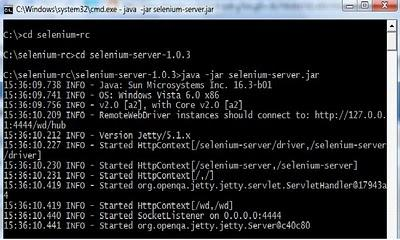 C:\Windows\system32\cmd.exe - java -jar selenium-server.jar
C:\>cd selenium-rc
C:\selenium-rc>cd selenium-server-1.0.3
C:\selenium-rc\selenium-server-1.0.3>java -jar selenium-server.jar
15:36:09.738 INFO - Java: Sun Microsystems Inc. 16.3-b01
15:36:09.741 INFO - OS: Windows Vista 6.0 x86
15:36:09.756 INFO - v2.0 [a2], with Core v2.0 [a2]
15:36:10.209 INFO - RemoteWebDriver instances should connect to: http://127.0.0.
1:4444/wd/hub
15:36:10.212 INFO - Version Jetty/5.1.x
15:36:10.227 INFO - Started HttpContext[/selenium-server/driver,/selenium-server
/driver]
15:36:10.230 INFO - Started HttpContext[/selenium-server,/selenium-server]
15:36:10.231 INFO - Started HttpContext[/,/]
15:36:10.419 INFO - Started org.openqa.jetty.jetty.servlet.ServletHandler@17943a
4
15:36:10.419 INFO - Started HttpContext[/wd,/wd]
15:36:10.440 INFO - Started SocketListener on 0.0.0.0:4444
15:36:10.441 INFO - Started org.openqa.jetty.jetty.Server@c40c80